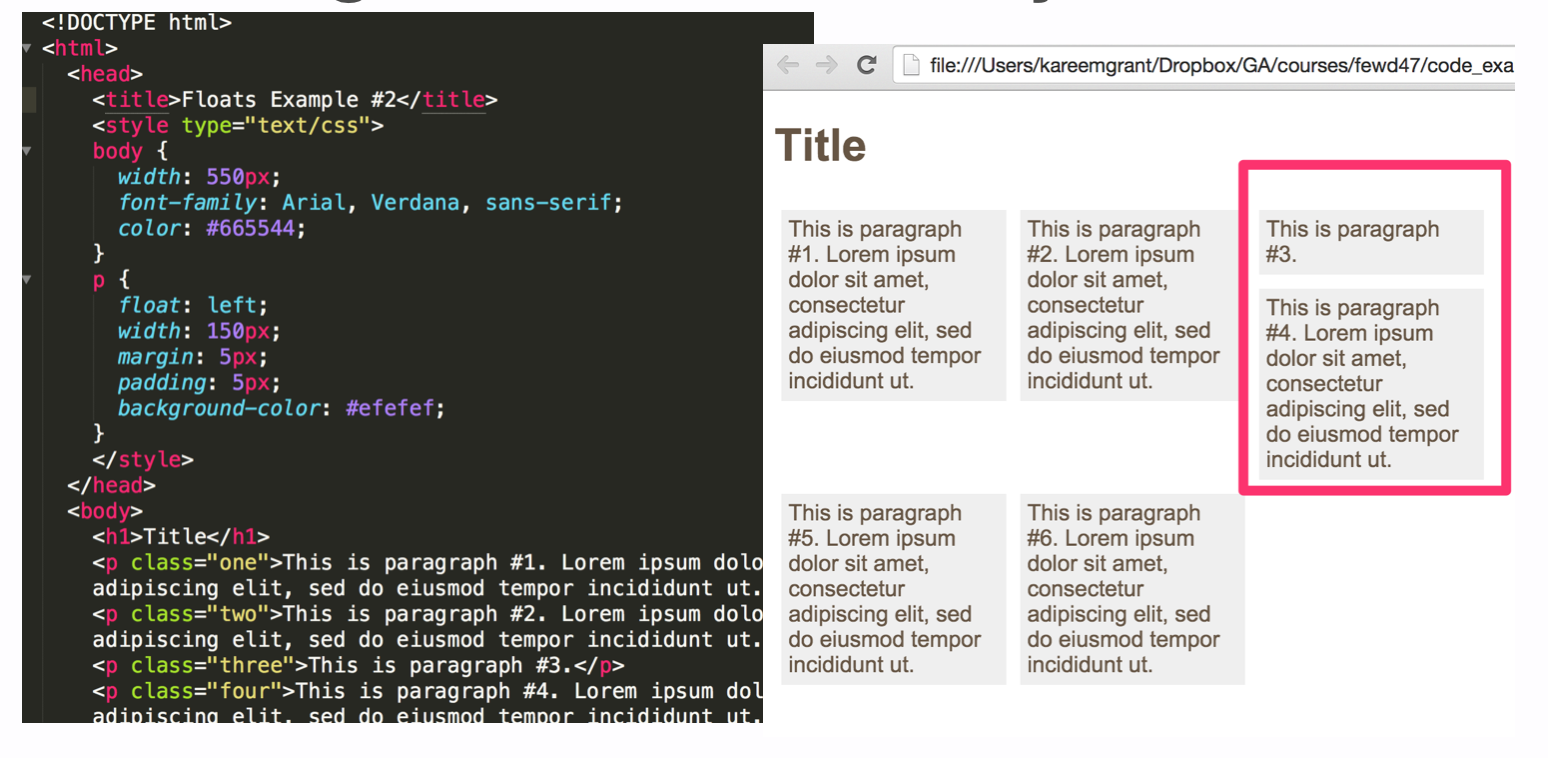 <!DOCTYPE html>
<html>
<head>
<title>Floats Example #2</title>
<style type="text/css">
body {
width: 550px;
font-family: Arial, Verdana, sans-serif;
color: #665544;
}
p {
float: left;
width: 150px;
margin: 5px;
padding: 5px;
background-color: #efefef;
}
</style>
</head>
<body>
<h1>Title</h1>
<p class="one">This is paragraph #1. Lorem ipsum dolo
adipiscing elit, sed do eiusmod tempor incididunt ut.
<p class="two">This is paragraph #2. Lorem ipsum dolo
adipiscing elit, sed do eiusmod tempor incididunt ut.
<p class="three">This is paragraph #3.</p>
<p class="four">This is paragraph #4. Lorem ipsum dol
adipiscing elit, sed do eiusmod tempor incididunt ut.
file:///Users/kareemgrant/Dropbox/GA/courses/fewd47/code_exa
Title
This is paragraph
#1. Lorem ipsum
dolor sit amet,
consectetur
adipiscing elit, sed
do eiusmod tempor
incididunt ut.
This is paragraph
#2. Lorem ipsum
dolor sit amet,
consectetur
adipiscing elit, sed
do eiusmod tempor
incididunt ut.
This is paragraph
#3.
This is paragraph
#4. Lorem ipsum
dolor sit amet,
consectetur
adipiscing elit, sed
do eiusmod tempor
incididunt ut.
This is paragraph
#5. Lorem ipsum
dolor sit amet,
consectetur
adipiscing elit, sed
do eiusmod tempor
incididunt ut.
This is paragraph
#6. Lorem ipsum
dolor sit amet,
consectetur
adipiscing elit, sed
do eiusmod tempor
incididunt ut.